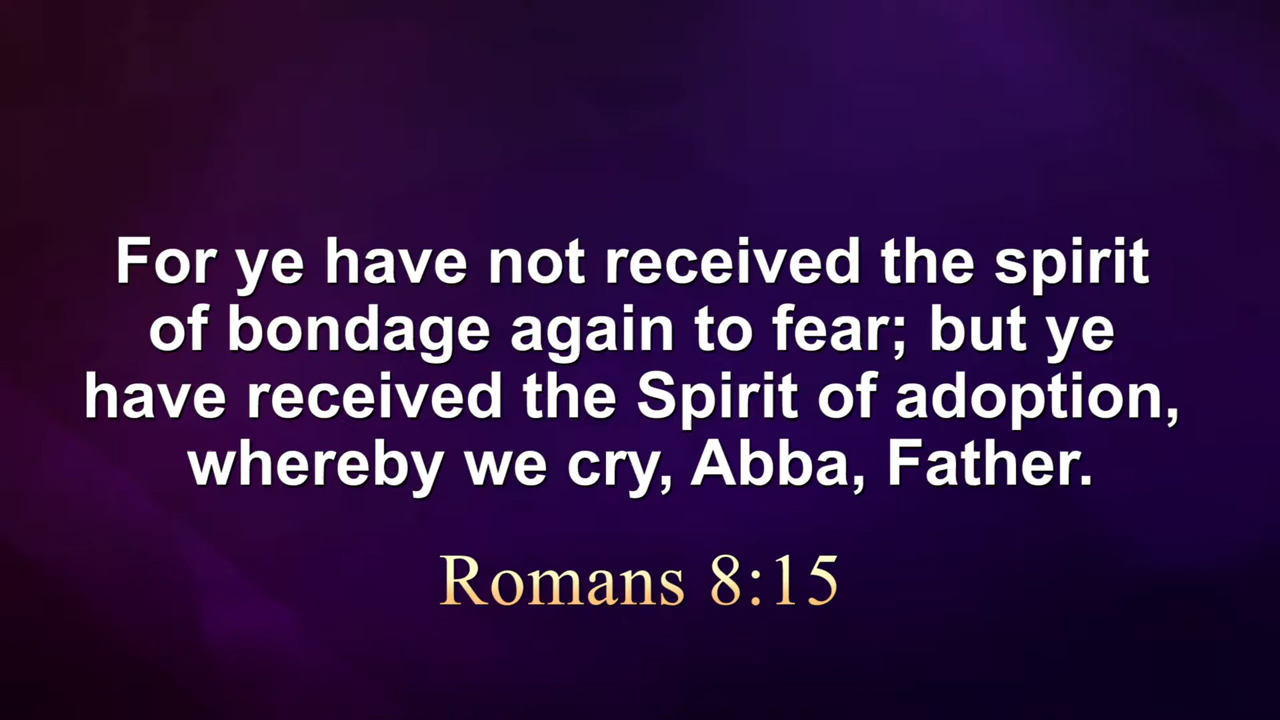 For ye have not received the spirit
of bondage again to fear; but ye
have received the Spirit of adoption,
whereby we cry, Abba, Father.
Romans 8:15